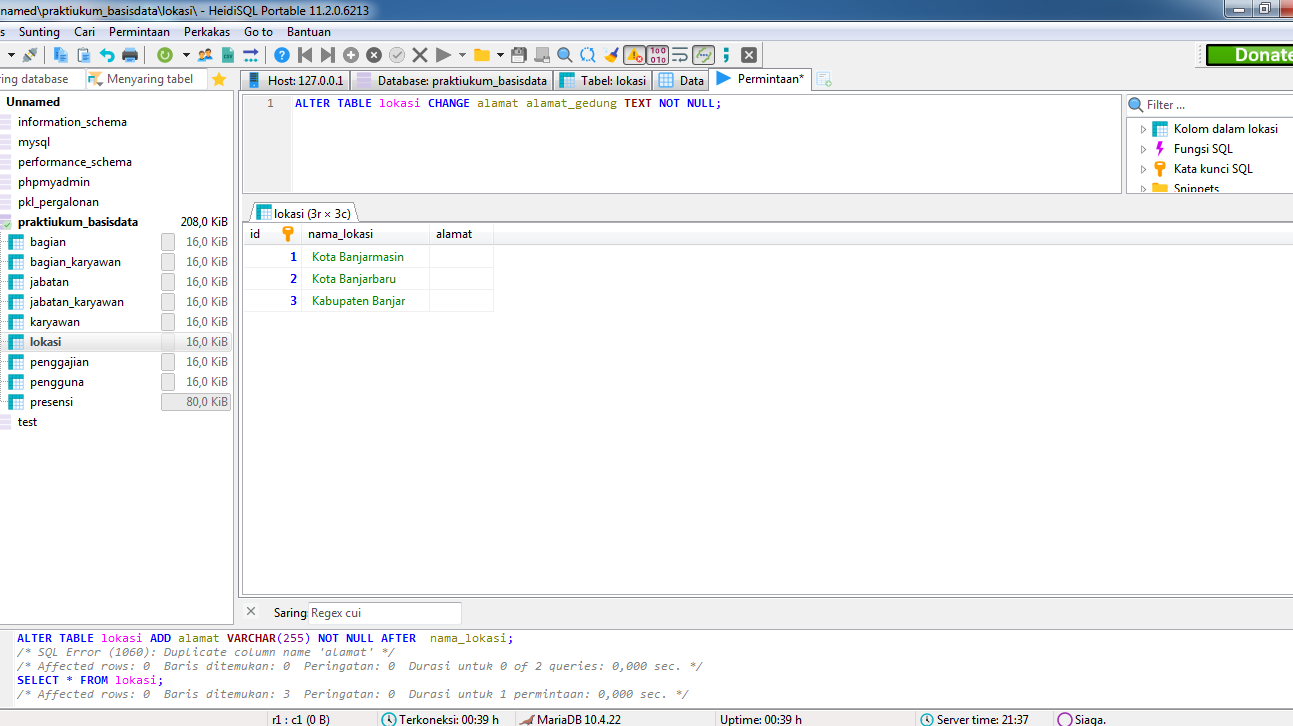 named\praktiukum_basisdata\lokasi\ - HeidiSQL Portable 11.2.0.6213
s Sunting Cari Permintaan Perkakas Go to Bantuan
Donate
ring database Menyaring tabel Host: 127.0.0.1 Database: praktiukum_basisdata Tabel: lokasi Data Permintaan*
Unnamed
information_schema
mysql
performance_schema
phpmyadmin
pkl_pergalonan
praktiukum_basisdata 208,0 KiB
bagian 16,0 KiB
bagian_karyawan 16,0 KiB
jabatan 16,0 KiB
jabatan_karyawan 16,0 KiB
karyawan 16,0 KiB
lokasi 16,0 KiB
penggajian 16,0 KiB
pengguna 16,0 KiB
presensi 80,0 KiB
test
1 ALTER TABLE lokasi CHANGE alamat alamat_gedung TEXT NOT NULL;
Filter ...
Kolom dalam lokasi
Fungsi SQL
Kata kunci SQL
Snippets
lokasi (3r × 3c)
id nama_lokasi alamat
1 Kota Banjarmasin
2 Kota Banjarbaru
3 Kabupaten Banjar
Saring: Regex cui
ALTER TABLE lokasi ADD alamat VARCHAR(255) NOT NULL AFTER  nama_lokasi;
/* SQL Error (1060): Duplicate column name 'alamat' */
/* Affected rows: 0  Baris ditemukan: 0  Peringatan: 0  Durasi untuk 0 of 2 queries: 0,000 sec. */
SELECT * FROM lokasi;
/* Affected rows: 0  Baris ditemukan: 3  Peringatan: 0  Durasi untuk 1 permintaan: 0,000 sec. */
r1 : c1 (0 B) Terkoneksi: 00:39 h MariaDB 10.4.22 Uptime: 00:39 h Server time: 21:37 Siaga.